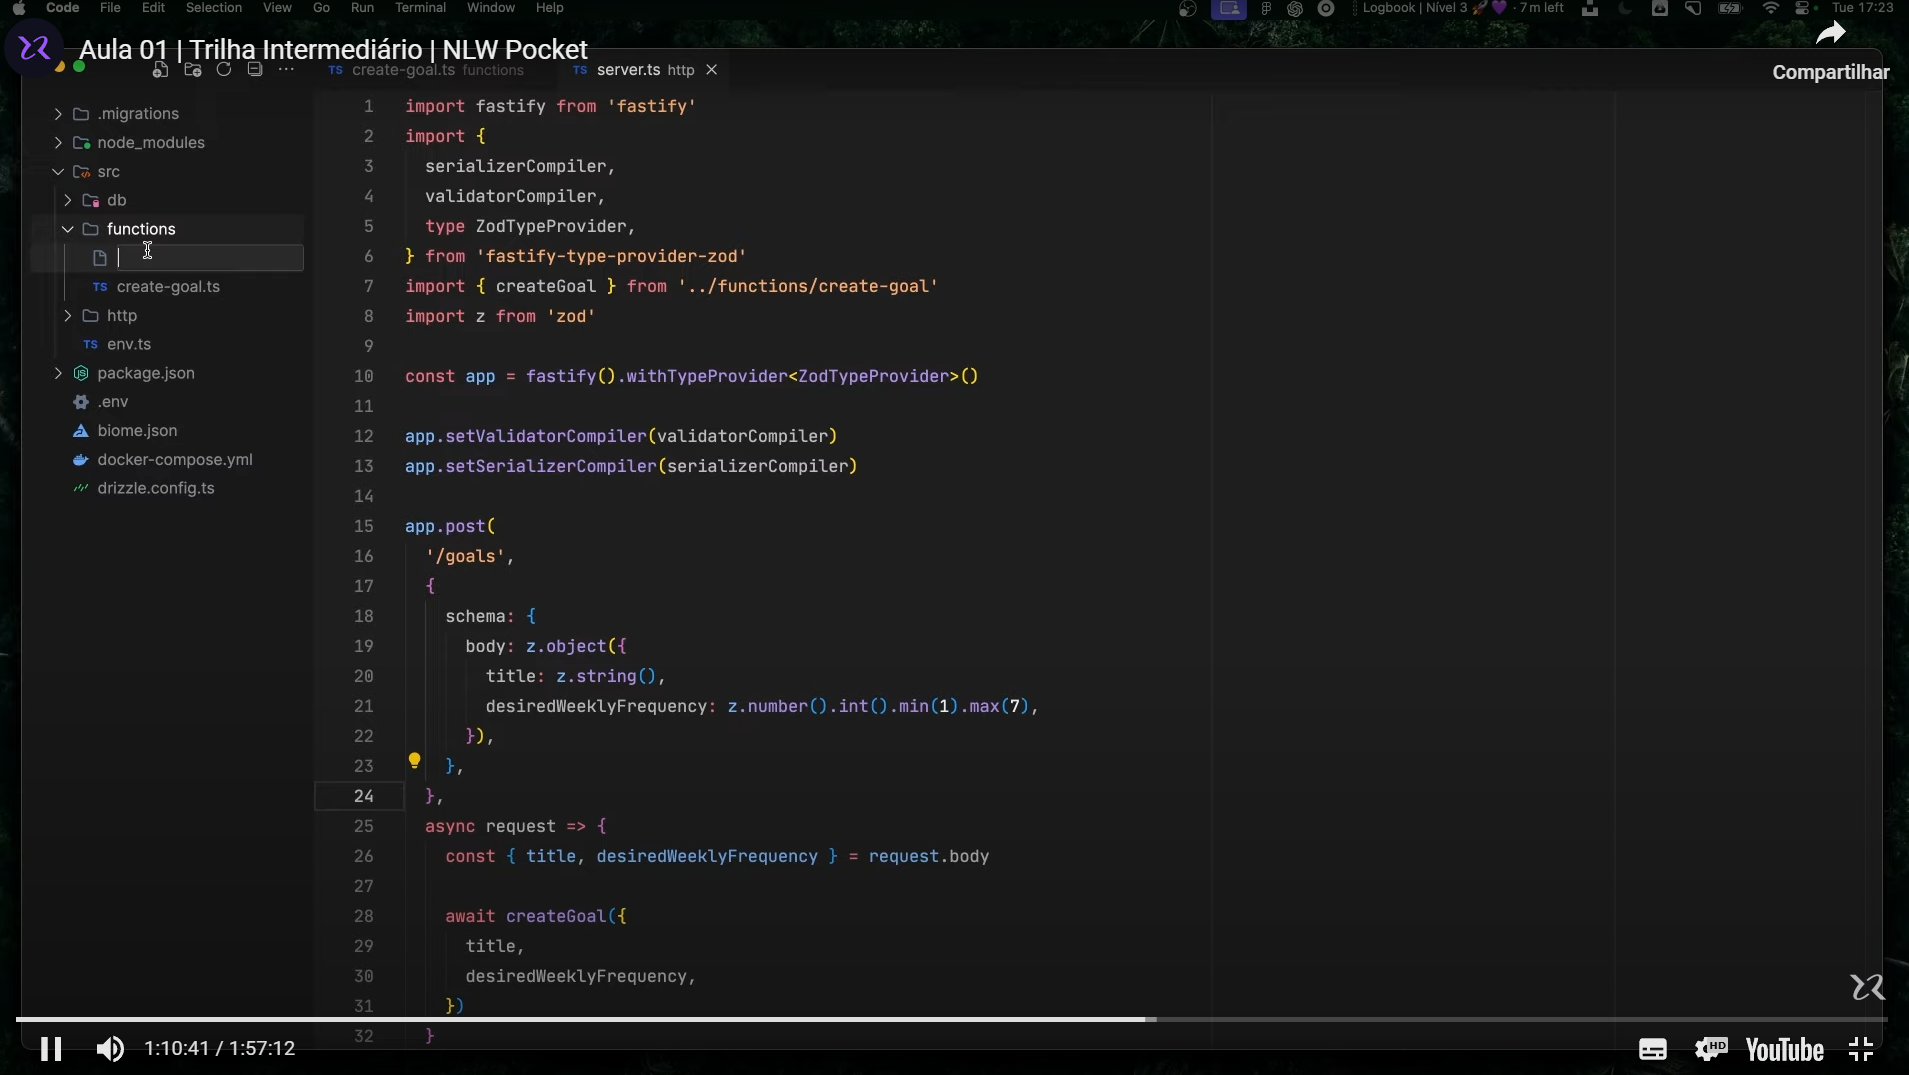 Code File Edit Selection View Go Run Terminal Window Help
Logbook | Nível 3 🚀💜 · 7m left
Tue 17:23
Aula 01 | Trilha Intermediário | NLW Pocket
Compartilhar
TS create-goal.ts functions
TS server.ts http
.migrations
node_modules
src
db
functions
TS create-goal.ts
http
TS env.ts
package.json
.env
biome.json
docker-compose.yml
drizzle.config.ts
1 import fastify from 'fastify'
2 import {
3 serializerCompiler,
4 validatorCompiler,
5 type ZodTypeProvider,
6 } from 'fastify-type-provider-zod'
7 import { createGoal } from '../functions/create-goal'
8 import z from 'zod'
9
10 const app = fastify().withTypeProvider<ZodTypeProvider>()
11
12 app.setValidatorCompiler(validatorCompiler)
13 app.setSerializerCompiler(serializerCompiler)
14
15 app.post(
16 '/goals',
17 {
18 schema: {
19 body: z.object({
20 title: z.string(),
21 desiredWeeklyFrequency: z.number().int().min(1).max(7),
22 }),
23 },
24 },
25 async request => {
26 const { title, desiredWeeklyFrequency } = request.body
27
28 await createGoal({
29 title,
30 desiredWeeklyFrequency,
31 })
32 }
1:10:41 / 1:57:12
HD
YouTube